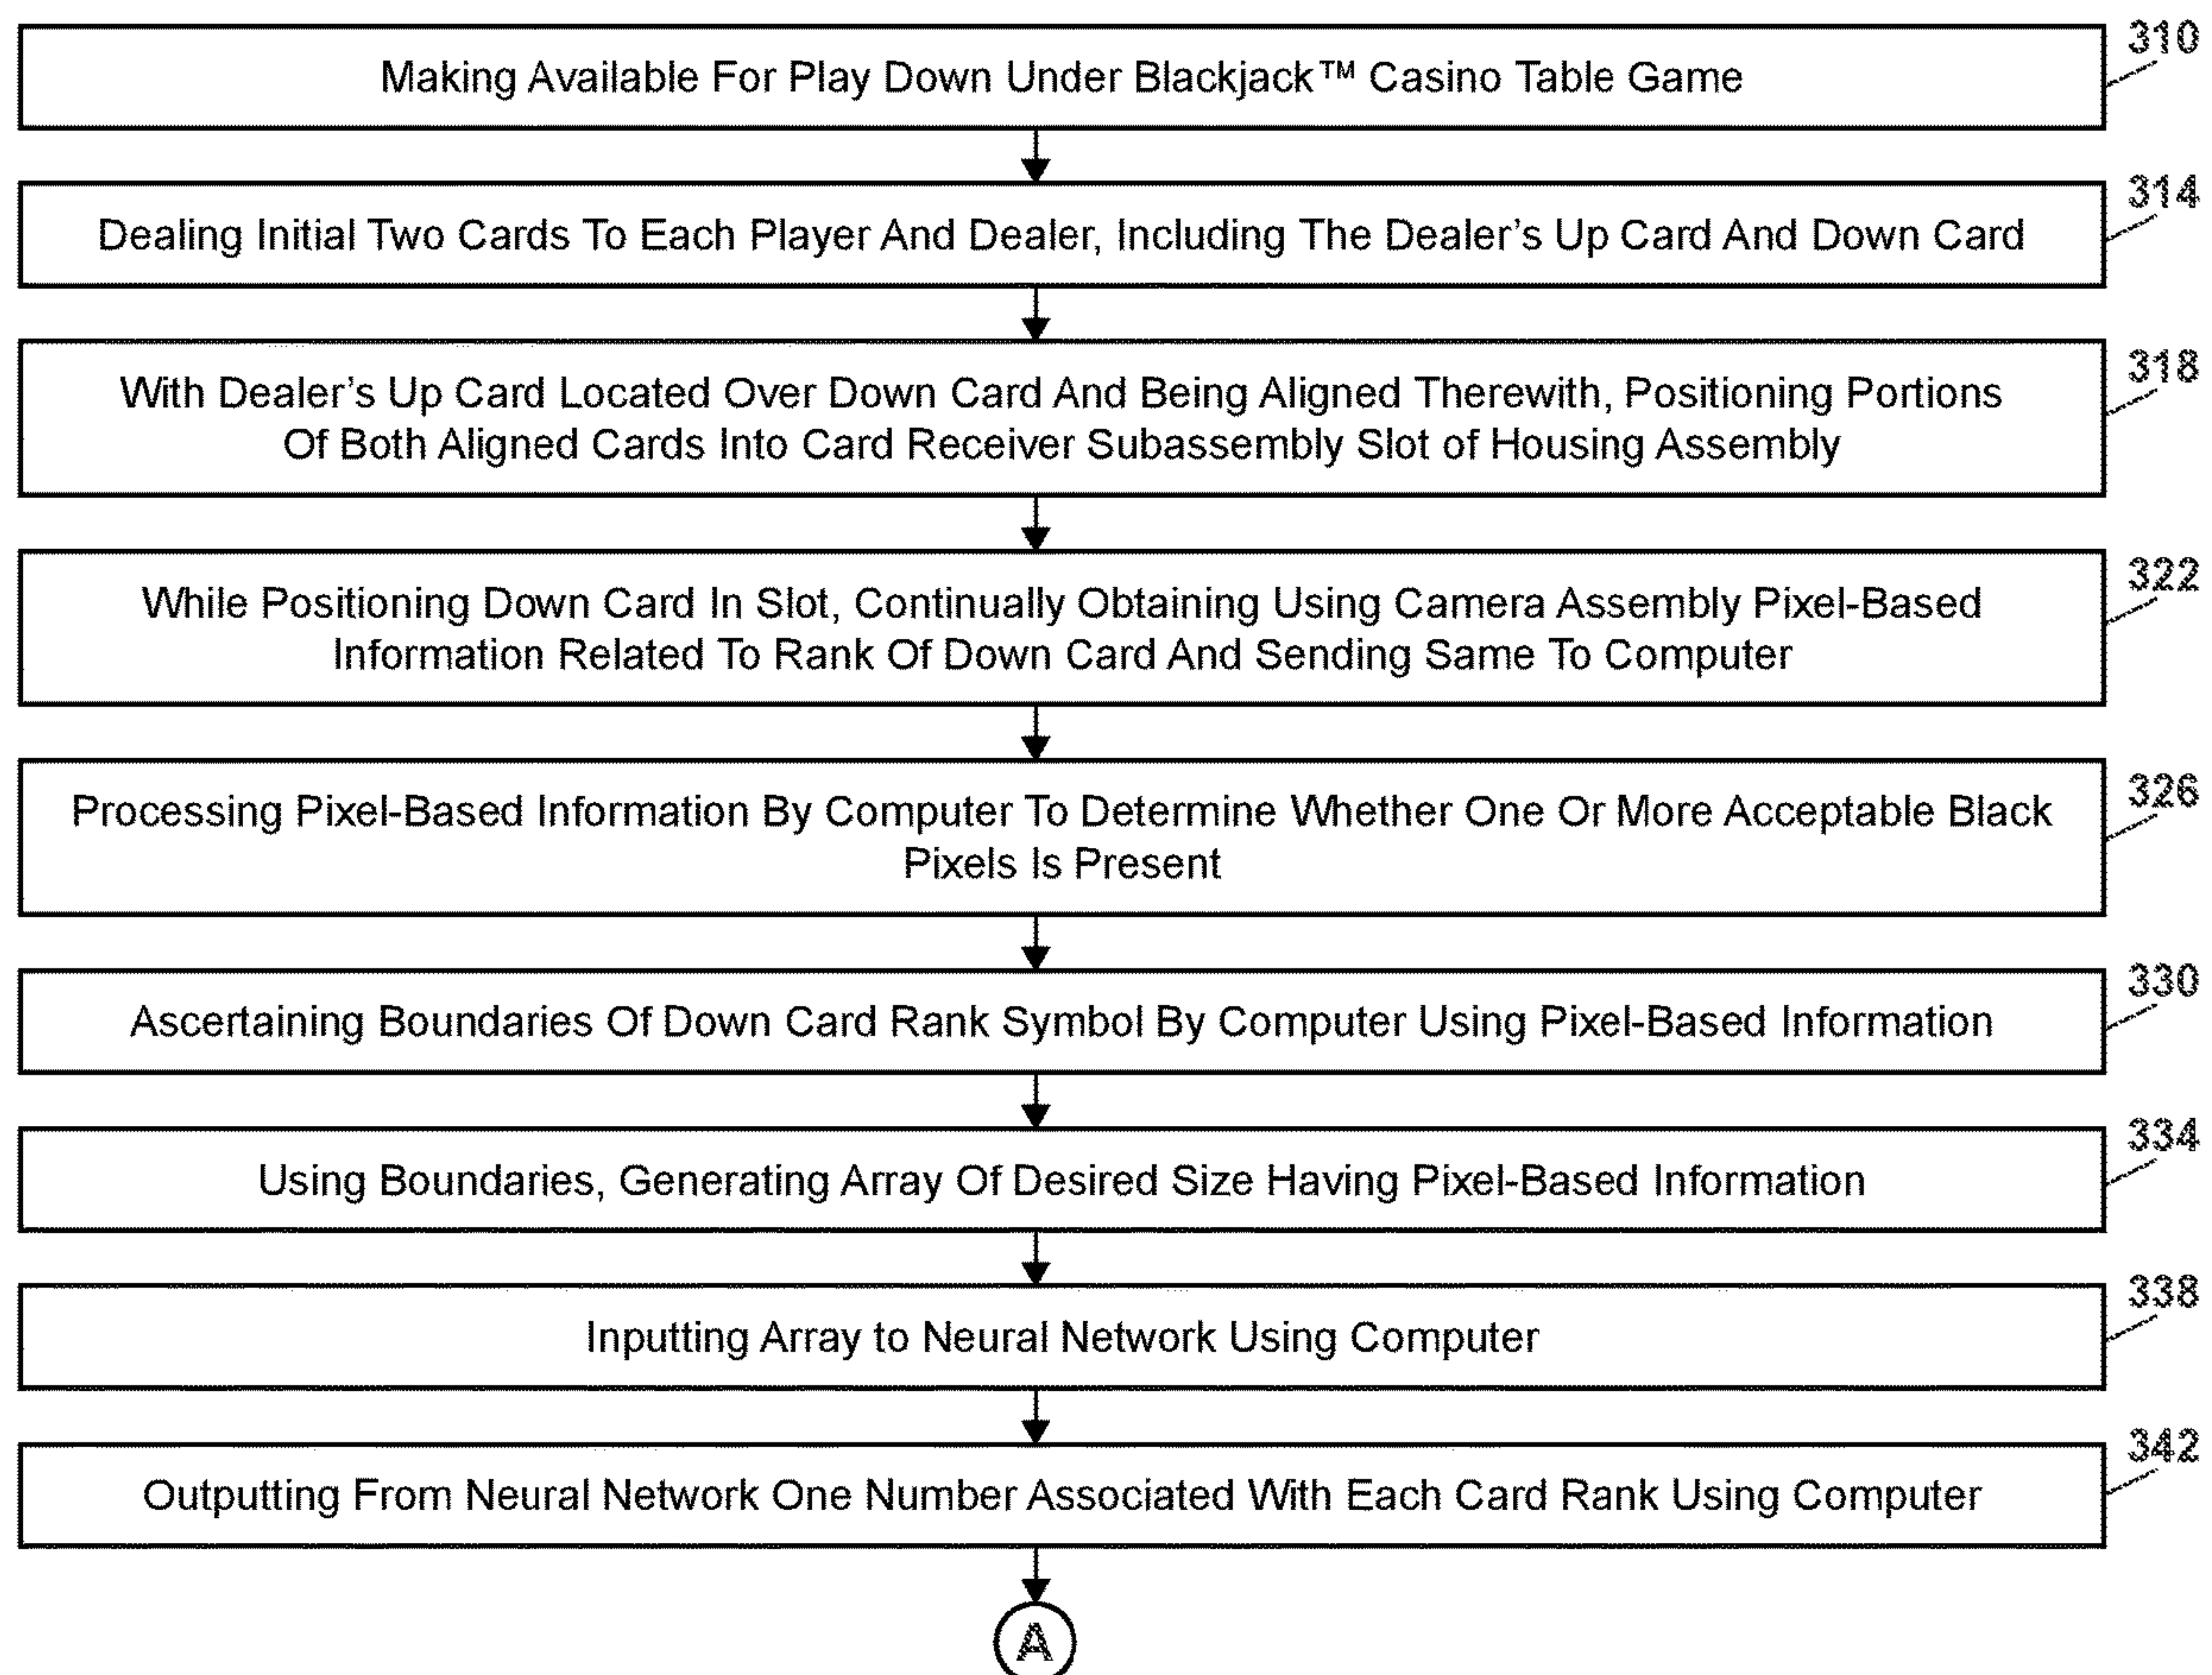 310
Making Available For Play Down Under Blackjack™ Casino Table Game
314
Dealing Initial Two Cards To Each Player And Dealer, Including The Dealer's Up Card And Down Card
318
With Dealer's Up Card Located Over Down Card And Being Aligned Therewith, Positioning Portions
Of Both Aligned Cards Into Card Receiver Subassembly Slot of Housing Assembly
322
While Positioning Down Card In Slot, Continually Obtaining Using Camera Assembly Pixel-Based
Information Related To Rank Of Down Card And Sending Same To Computer
326
Processing Pixel-Based Information By Computer To Determine Whether One Or More Acceptable Black
Pixels Is Present
330
Ascertaining Boundaries Of Down Card Rank Symbol By Computer Using Pixel-Based Information
334
Using Boundaries, Generating Array Of Desired Size Having Pixel-Based Information
338
Inputting Array to Neural Network Using Computer
342
Outputting From Neural Network One Number Associated With Each Card Rank Using Computer
A